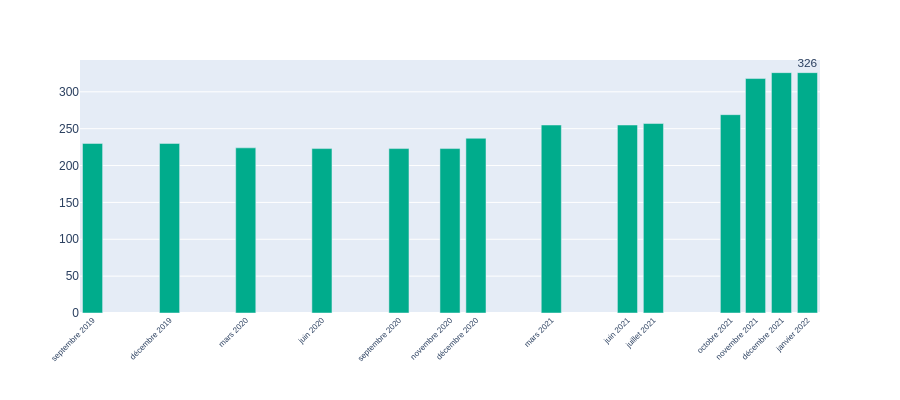 326
300
250
200
150
100
50
0
septembre 2019
décembre 2019
mars 2020
juin 2020
septembre 2020
novembre 2020
décembre 2020
mars 2021
juin 2021
juillet 2021
octobre 2021
novembre 2021
décembre 2021
janvier 2022